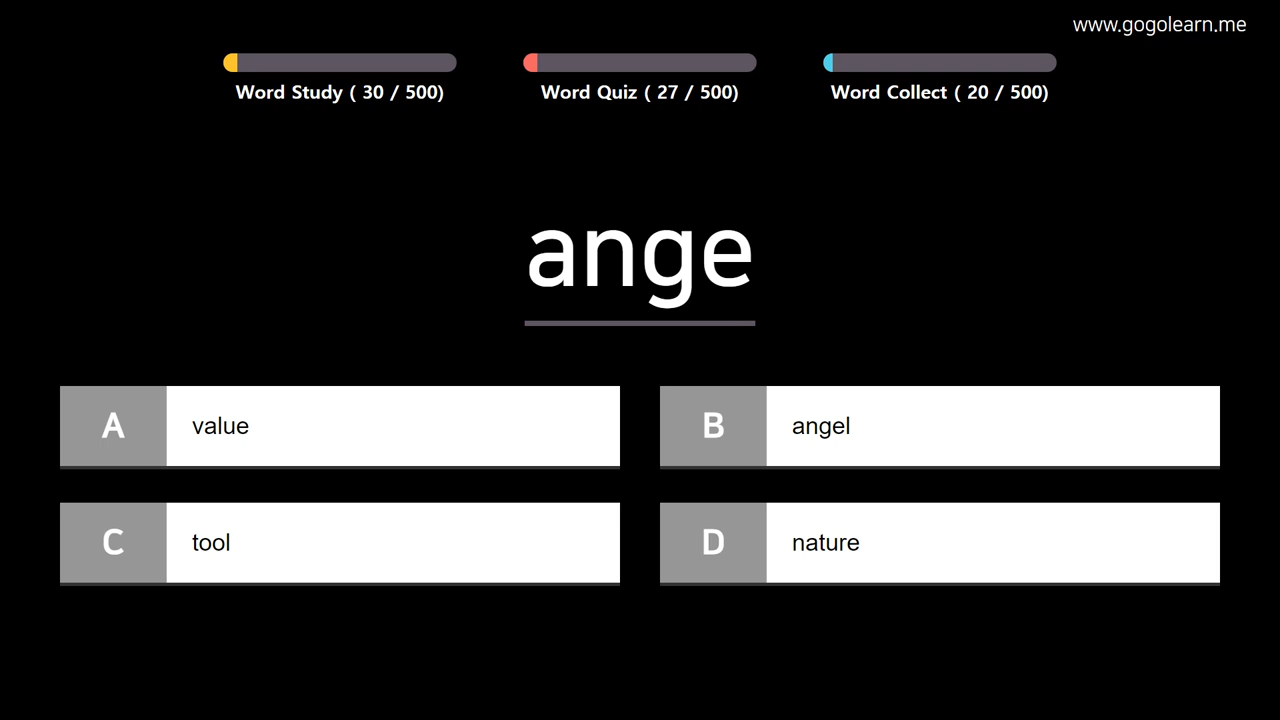 www.gogolearn.me
Word Study ( 30 / 500)
Word Quiz ( 27 / 500)
Word Collect ( 20 / 500)
ange
A value
B angel
C tool
D nature